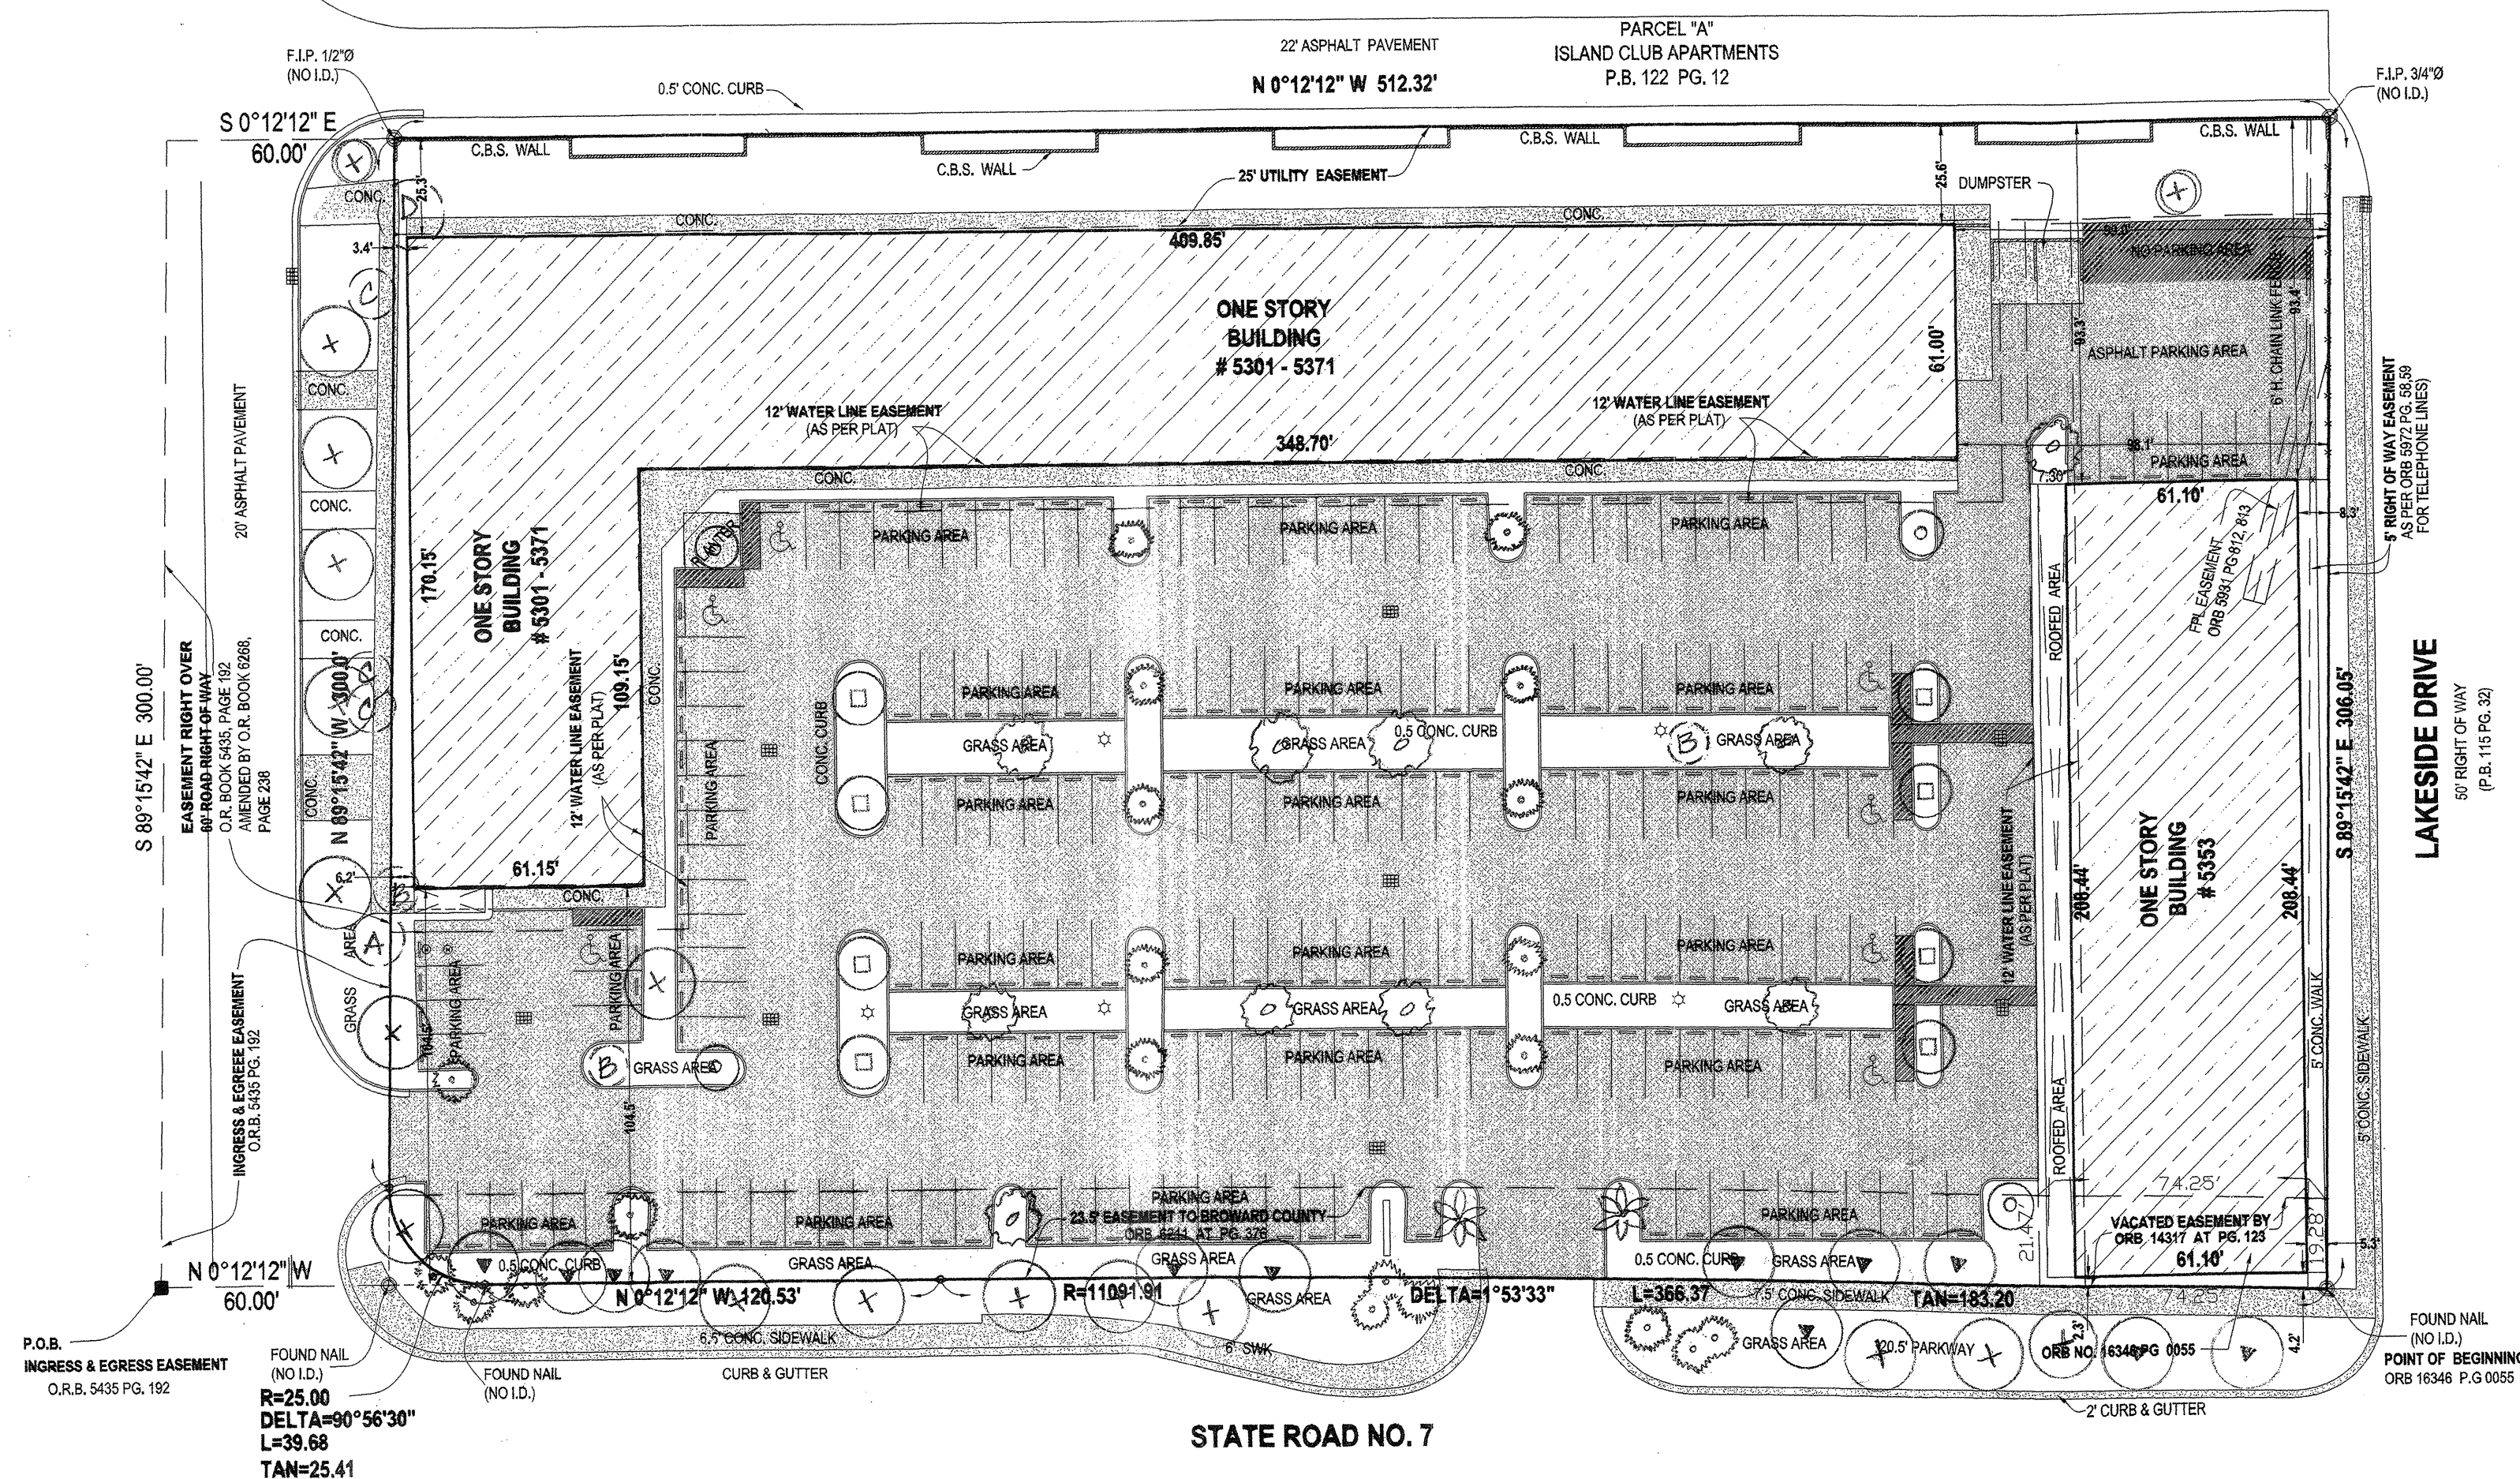 PARCEL "A"
ISLAND CLUB APARTMENTS
P.B. 122 PG. 12
22' ASPHALT PAVEMENT
N 0°12'12" W 512.32'
F.I.P. 1/2"Ø
(NO I.D.)
0.5' CONC. CURB
F.I.P. 3/4"Ø
(NO I.D.)
S 0°12'12" E
60.00'
C.B.S. WALL
C.B.S. WALL
C.B.S. WALL
C.B.S. WALL
25' UTILITY EASEMENT
25.3'
25.6'
DUMPSTER
CONC.
CONC.
CONC.
3.4'
409.85'
NO PARKING AREA
C
ONE STORY
BUILDING
# 5301 - 5371
61.00'
93.3'
93.4'
6' H. CHAIN LINK FENCE
ASPHALT PARKING AREA
5' RIGHT OF WAY EASEMENT
AS PER ORB 5972 PG. 58,59
FOR TELEPHONE LINES)
20' ASPHALT PAVEMENT
CONC.
12' WATER LINE EASEMENT
(AS PER PLAT)
12' WATER LINE EASEMENT
(AS PER PLAT)
348.70'
98.1'
PARKING AREA
7.30'
CONC.
CONC.
CONC.
61.10'
8.3'
PLANTER
PARKING AREA
PARKING AREA
PARKING AREA
FPL EASEMENT
ORB 5931 PG 812, 813
170.15'
ONE STORY
BUILDING
# 5301 - 5371
ROOFED AREA
CONC.
S 89°15'42" E 300.00'
EASEMENT RIGHT OVER
60' ROAD RIGHT OF WAY
O.R. BOOK 5435, PAGE 192
AMENDED BY O.R. BOOK 6268,
PAGE 238
N 89°15'42" W 300.0'
C
C
12' WATER LINE EASEMENT
(AS PER PLAT)
109.15'
CONC.
PARKING AREA
CONC. CURB
PARKING AREA
PARKING AREA
PARKING AREA
GRASS AREA
GRASS AREA
0.5 CONC. CURB
B
GRASS AREA
PARKING AREA
PARKING AREA
PARKING AREA
CONC.
12' WATER LINE EASEMENT
(AS PER PLAT)
208.44'
ONE STORY
BUILDING
# 5353
208.44'
S 89°15'42" E 306.05'
LAKESIDE DRIVE
50' RIGHT OF WAY
(P.B. 115 PG. 32)
61.15'
6.2'
B
CONC.
A
GRASS AREA
INGRESS & EGREEE EASEMENT
O.R.B. 5435 PG. 192
PARKING AREA
PARKING AREA
104.5'
PARKING AREA
PARKING AREA
PARKING AREA
GRASS AREA
GRASS AREA
0.5 CONC. CURB
GRASS AREA
PARKING AREA
PARKING AREA
PARKING AREA
B
GRASS AREA
104.5'
5' CONC. WALK
5' CONC. SIDEWALK
ROOFED AREA
PARKING AREA
PARKING AREA
PARKING AREA
PARKING AREA
23.5' EASEMENT TO BROWARD COUNTY
ORB 6211 AT PG. 376
74.25'
VACATED EASEMENT BY
ORB 14317 AT PG. 123
61.10'
21.47'
19.28'
5.3'
0.5 CONC. CURB
GRASS AREA
GRASS AREA
0.5 CONC. CURB
GRASS AREA
N 0°12'12" W
60.00'
N 0°12'12" W 120.53'
R=11091.91
GRASS AREA
DELTA=1°53'33"
L=366.37
7.5' CONC. SIDEWALK
TAN=183.20
74.25'
6.5' CONC. SIDEWALK
6' SWK
GRASS AREA
20.5' PARKWAY
2.3'
ORB NO. 16346 PG 0055
4.2'
P.O.B.
INGRESS & EGRESS EASEMENT
O.R.B. 5435 PG. 192
FOUND NAIL
(NO I.D.)
R=25.00
DELTA=90°56'30"
L=39.68
TAN=25.41
FOUND NAIL
(NO I.D.)
CURB & GUTTER
STATE ROAD NO. 7
2' CURB & GUTTER
FOUND NAIL
(NO I.D.)
POINT OF BEGINNING
ORB 16346 P.G 0055